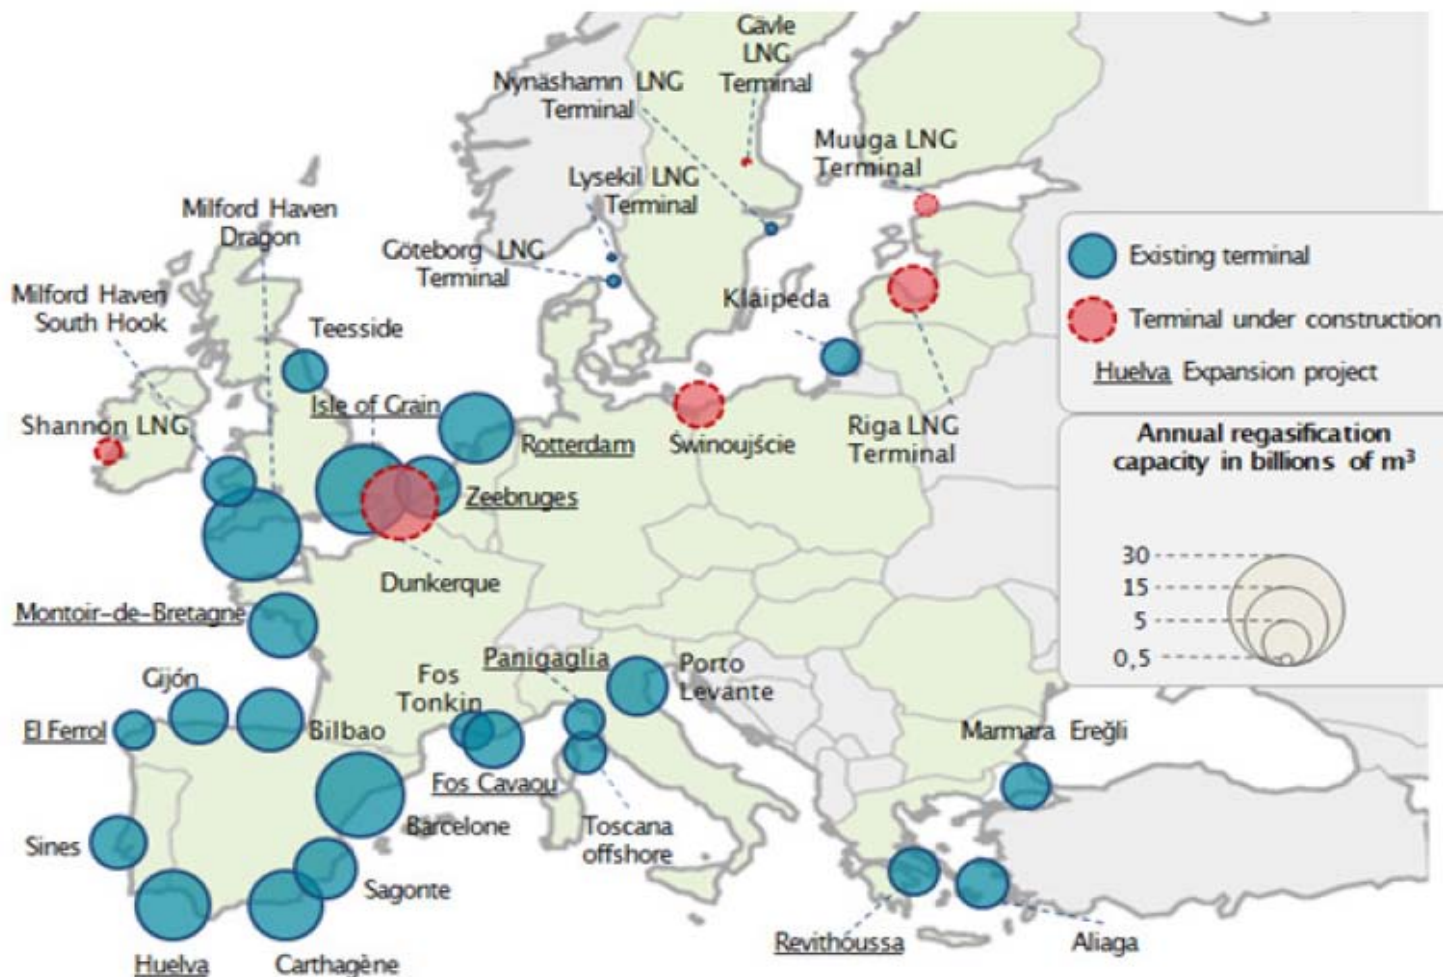 Gävle
LNG
Terminal
Nynäshamn LNG
Terminal
Muuga LNG
Terminal
Lysekil LNG
Terminal
Milford Haven
Dragon
Göteborg LNG
Terminal
Milford Haven
South Hook
Klaipeda
Teesside
Isle of Grain
Shannon LNG
Rotterdam
Świnoujście
Riga LNG
Terminal
Zeebruges
Dunkerque
Montoir-de-Bretagne
Panigaglia
Porto
Levante
Fos
Tonkin
Gijón
El Ferrol
Bilbao
Marmara Ereğli
Fos Cavaou
Barcelone
Toscana
offshore
Sines
Sagonte
Revithoussa
Aliaga
Huelva
Carthagène
Existing terminal
Terminal under construction
Huelva Expansion project
Annual regasification
capacity in billions of m³
30
15
5
0,5